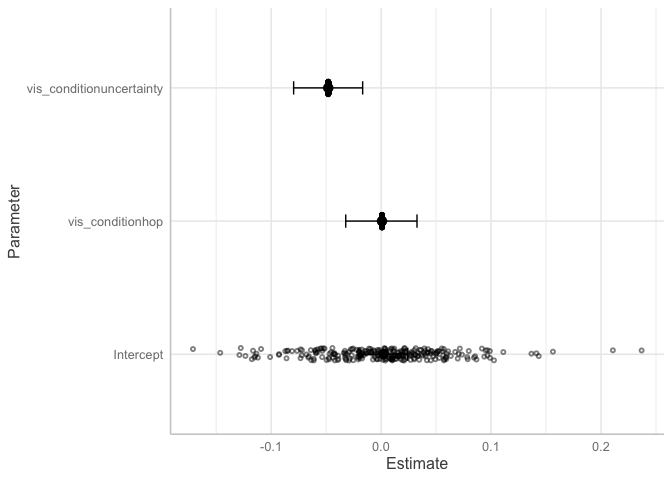 vis_conditionuncertainty
vis_conditionhop
Intercept
Parameter
-0.1 0.0 0.1 0.2
Estimate